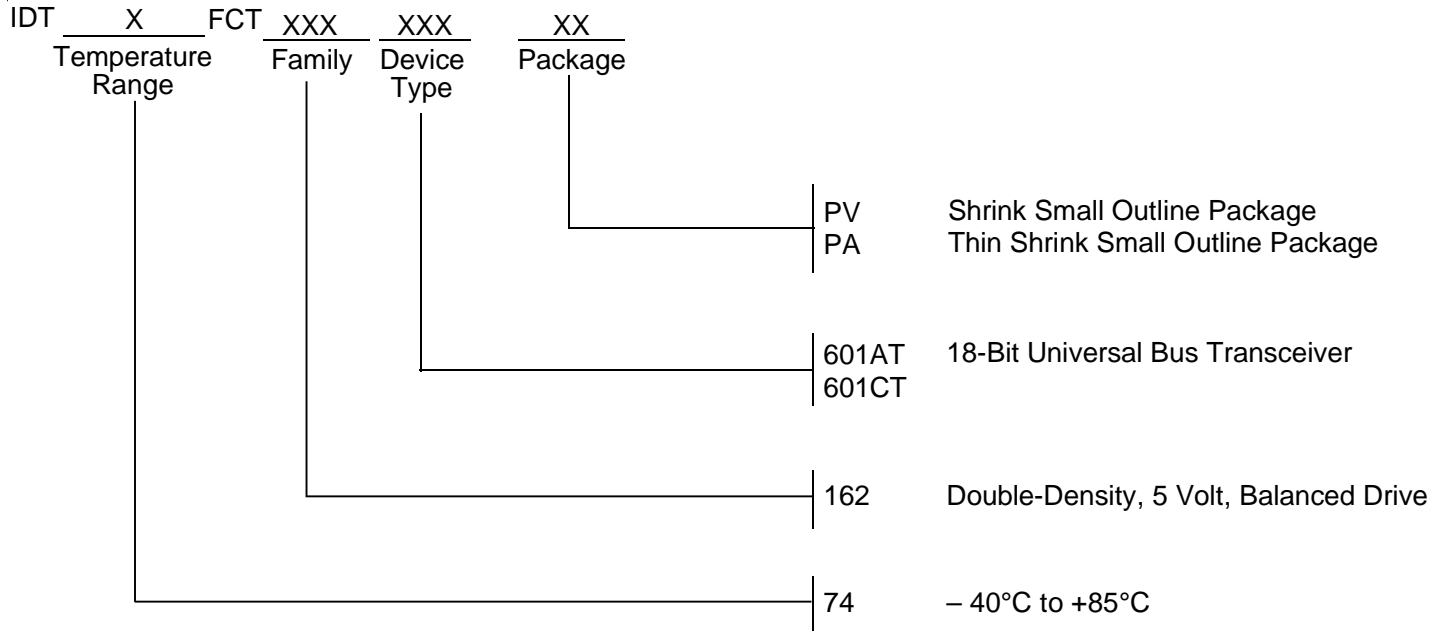 IDT X FCT XXX XXX XX
Temperature Range Family Device Type Package
PV Shrink Small Outline Package
PA Thin Shrink Small Outline Package
601AT 18-Bit Universal Bus Transceiver
601CT
162 Double-Density, 5 Volt, Balanced Drive
74 – 40°C to +85°C